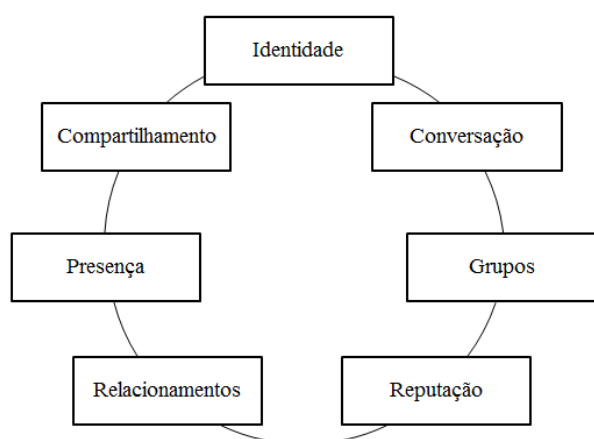 Identidade
Compartilhamento
Conversação
Presença
Grupos
Relacionamentos
Reputação